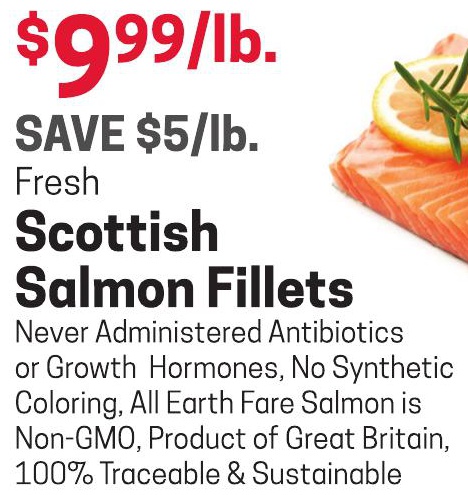 $9.99/lb.
SAVE $5/lb.
Fresh
Scottish
Salmon Fillets
Never Administered Antibiotics
or Growth Hormones, No Synthetic
Coloring, All Earth Fare Salmon is
Non-GMO, Product of Great Britain,
100% Traceable & Sustainable